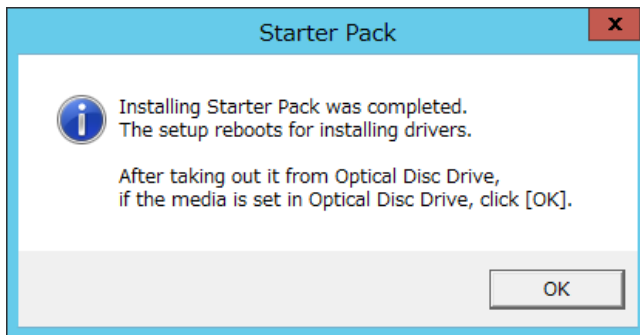 Starter Pack
x
Installing Starter Pack was completed.
The setup reboots for installing drivers.
After taking out it from Optical Disc Drive,
if the media is set in Optical Disc Drive, click [OK].
OK